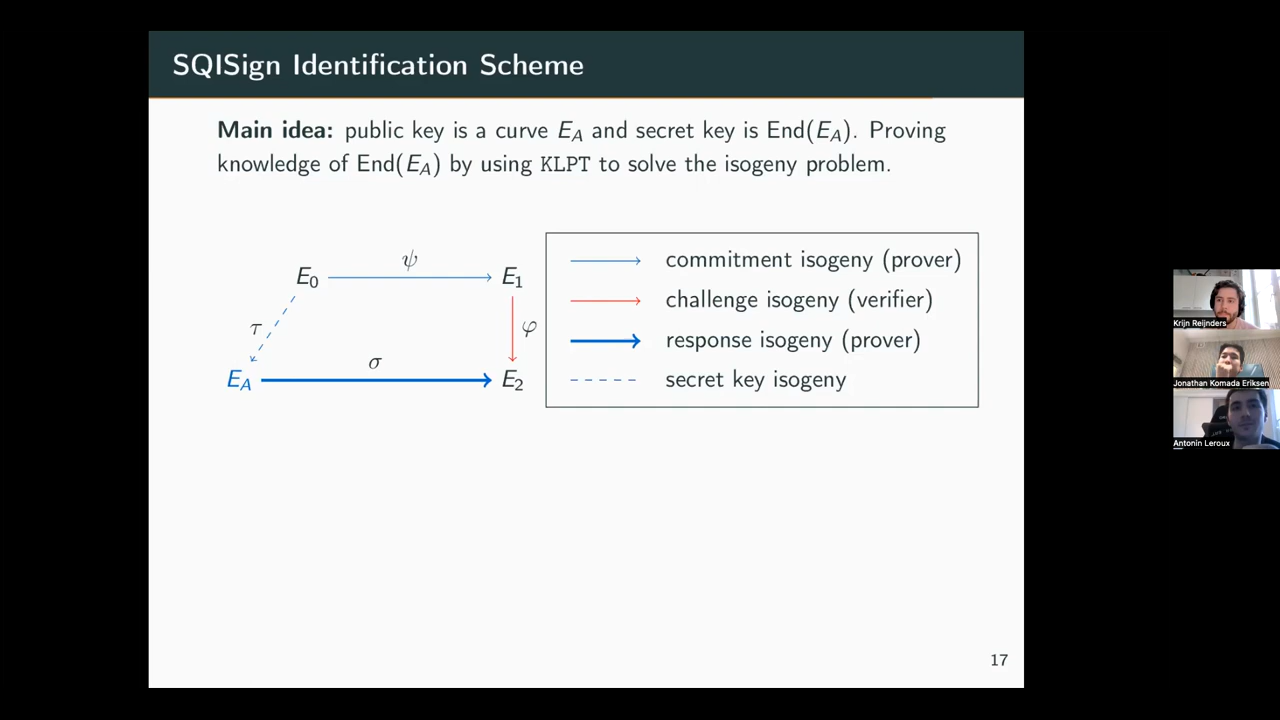 SQISign Identification Scheme
Main idea: public key is a curve E_A and secret key is End(E_A). Proving
knowledge of End(E_A) by using KLPT to solve the isogeny problem.
E_0
ψ
E_1
τ
φ
E_A
σ
E_2
commitment isogeny (prover)
challenge isogeny (verifier)
response isogeny (prover)
secret key isogeny
17
Krijn Reijnders
Jonathan Komada Eriksen
Antonin Leroux